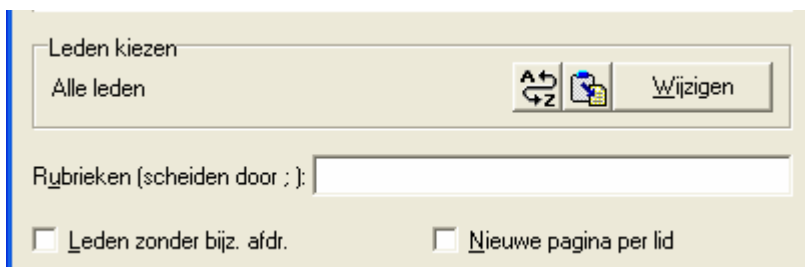 Leden kiezen
Alle leden A Z Wijzigen
Rubrieken (scheiden door ; ):
Leden zonder bijz. afdr. Nieuwe pagina per lid